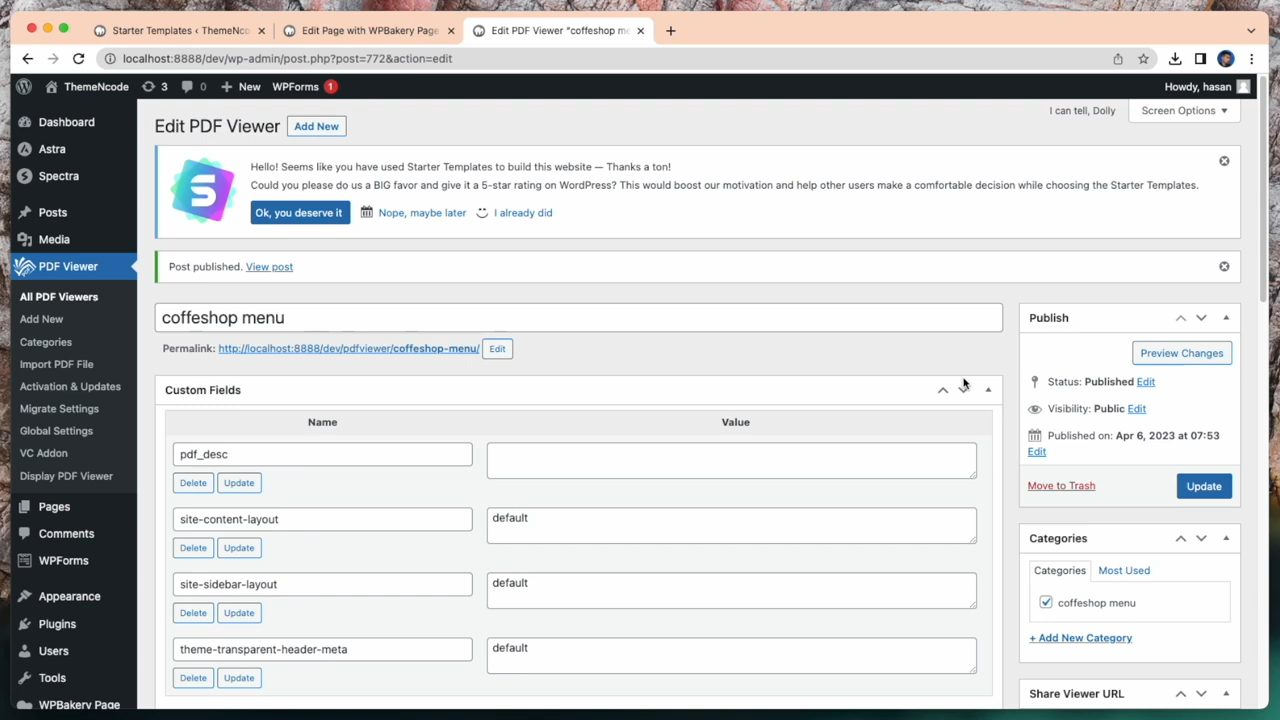 Starter Templates ‹ ThemeNco
Edit Page with WPBakery Page
Edit PDF Viewer "coffeshop me
localhost:8888/dev/wp-admin/post.php?post=772&action=edit
ThemeNcode
3
0
New
WPForms
1
Howdy, hasan
Dashboard
Astra
Spectra
Posts
Media
PDF Viewer
All PDF Viewers
Add New
Categories
Import PDF File
Activation & Updates
Migrate Settings
Global Settings
VC Addon
Display PDF Viewer
Pages
Comments
WPForms
Appearance
Plugins
Users
Tools
WPBakery Page
I can tell, Dolly
Screen Options
Edit PDF Viewer
Add New
Hello! Seems like you have used Starter Templates to build this website — Thanks a ton!
Could you please do us a BIG favor and give it a 5-star rating on WordPress? This would boost our motivation and help other users make a comfortable decision while choosing the Starter Templates.
Ok, you deserve it
Nope, maybe later
I already did
Post published. View post
coffeshop menu
Permalink: http://localhost:8888/dev/pdfviewer/coffeshop-menu/
Edit
Custom Fields
Name
Value
pdf_desc
Delete
Update
site-content-layout
default
Delete
Update
site-sidebar-layout
default
Delete
Update
theme-transparent-header-meta
default
Delete
Update
Publish
Preview Changes
Status: Published Edit
Visibility: Public Edit
Published on: Apr 6, 2023 at 07:53
Edit
Move to Trash
Update
Categories
Categories
Most Used
coffeshop menu
+ Add New Category
Share Viewer URL